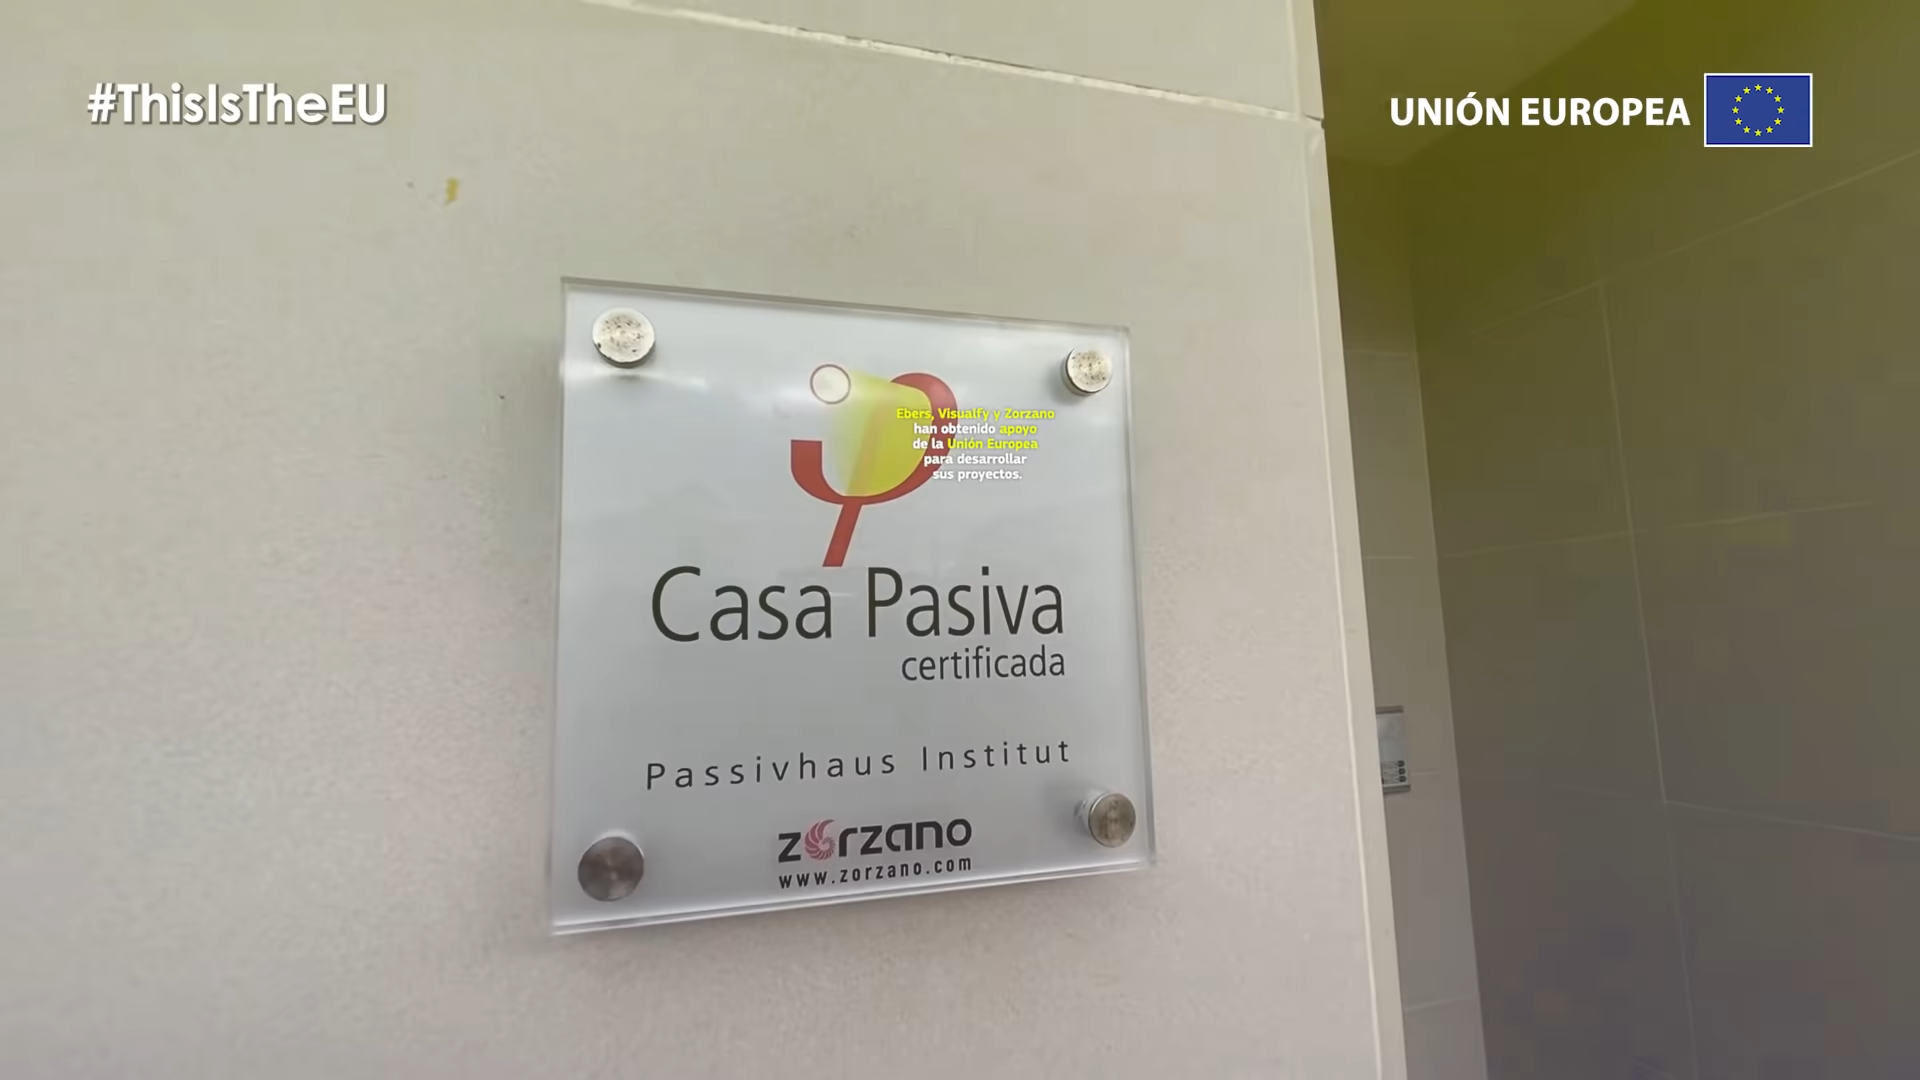 #ThisIsTheEU
UNIÓN EUROPEA
Ebers, Visualfy y Zorzano
han obtenido apoyo
de la Unión Europea
para desarrollar
sus proyectos.
Casa Pasiva
certificada
Passivhaus Institut
zorzano
www.zorzano.com